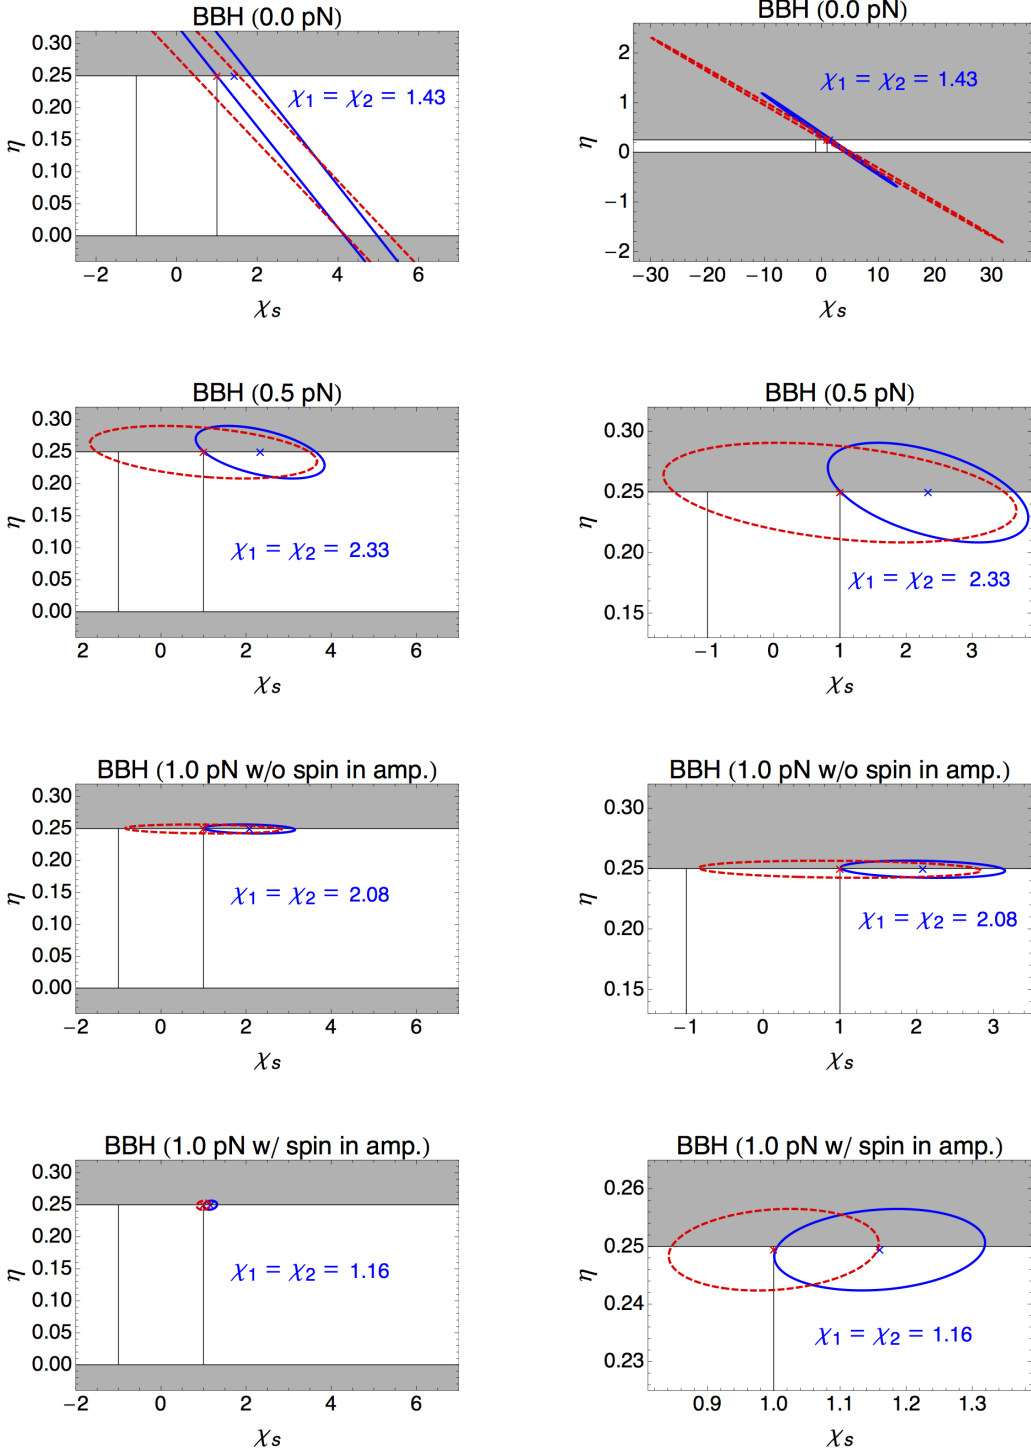 BBH (0.0 pN)
0.30
0.25
0.20
0.15
0.10
0.05
0.00
η
χ1 = χ2 = 1.43
−2 0 2 4 6
χs
BBH (0.0 pN)
2
1
0
−1
−2
η
χ1 = χ2 = 1.43
−30 −20 −10 0 10 20 30
χs
BBH (0.5 pN)
0.30
0.25
0.20
0.15
0.10
0.05
0.00
η
χ1 = χ2 = 2.33
2 0 2 4 6
χs
BBH (0.5 pN)
0.30
0.25
0.20
0.15
η
χ1 = χ2 = 2.33
−1 0 1 2 3
χs
BBH (1.0 pN w/o spin in amp.)
0.30
0.25
0.20
0.15
0.10
0.05
0.00
η
χ1 = χ2 = 2.08
−2 0 2 4 6
χs
BBH (1.0 pN w/o spin in amp.)
0.30
0.25
0.20
0.15
η
χ1 = χ2 = 2.08
−1 0 1 2 3
χs
BBH (1.0 pN w/ spin in amp.)
0.30
0.25
0.20
0.15
0.10
0.05
0.00
η
χ1 = χ2 = 1.16
−2 0 2 4 6
χs
BBH (1.0 pN w/ spin in amp.)
0.26
0.25
0.24
0.23
η
χ1 = χ2 = 1.16
0.9 1.0 1.1 1.2 1.3
χs